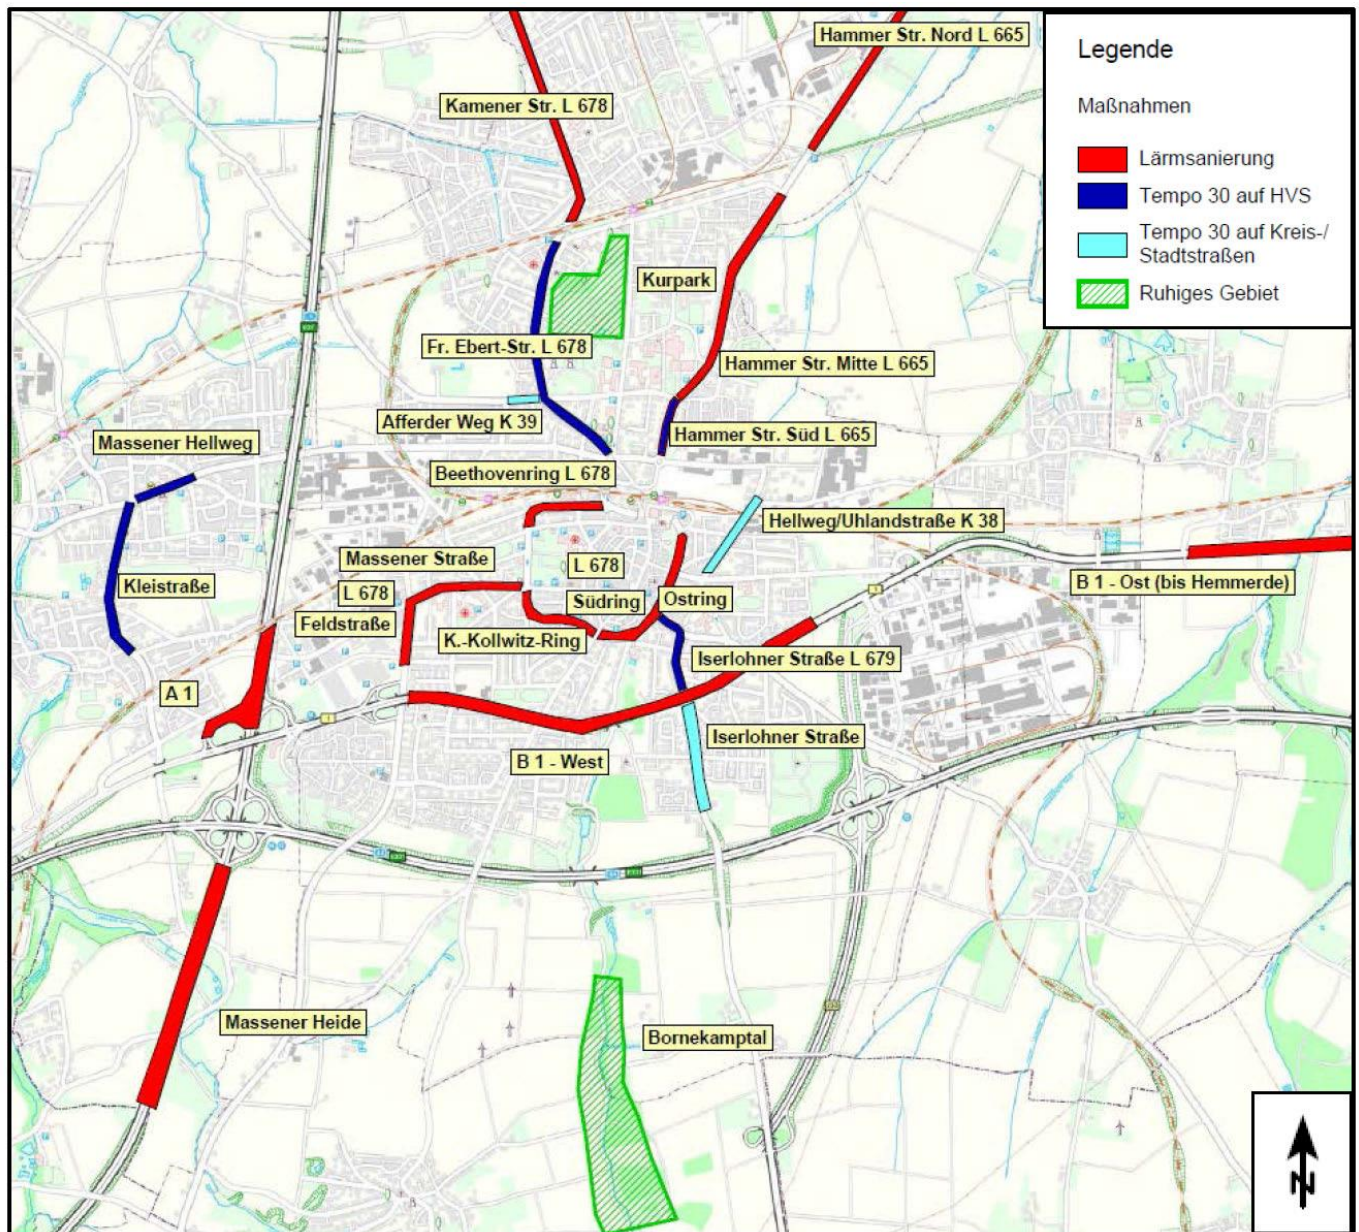 Hammer Str. Nord L 665
Legende
Maßnahmen
Lärmsanierung
Tempo 30 auf HVS
Tempo 30 auf Kreis-/
Stadtstraßen
Ruhiges Gebiet
Kamener Str. L 678
Kurpark
Fr. Ebert-Str. L 678
Hammer Str. Mitte L 665
Afferder Weg K 39
Massener Hellweg
Hammer Str. Süd L 665
Beethovenring L 678
Hellweg/Uhlandstraße K 38
Massener Straße
L 678
Kleistraße
L 678
B 1 - Ost (bis Hemmerde)
Südring
Ostring
Feldstraße
K.-Kollwitz-Ring
Iserlohner Straße L 679
A 1
Iserlohner Straße
B 1 - West
Massener Heide
Bornekamptal
N